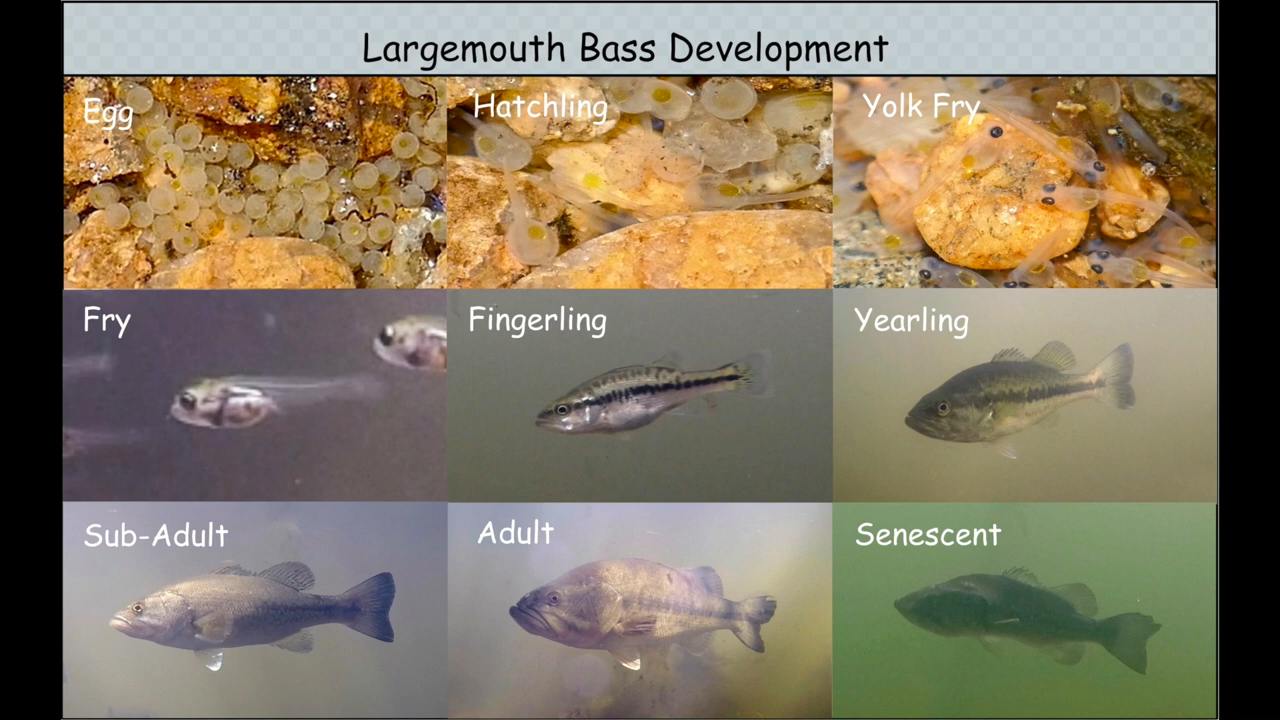 Largemouth Bass Development
Egg
Hatchling
Yolk Fry
Fry
Fingerling
Yearling
Sub-Adult
Adult
Senescent